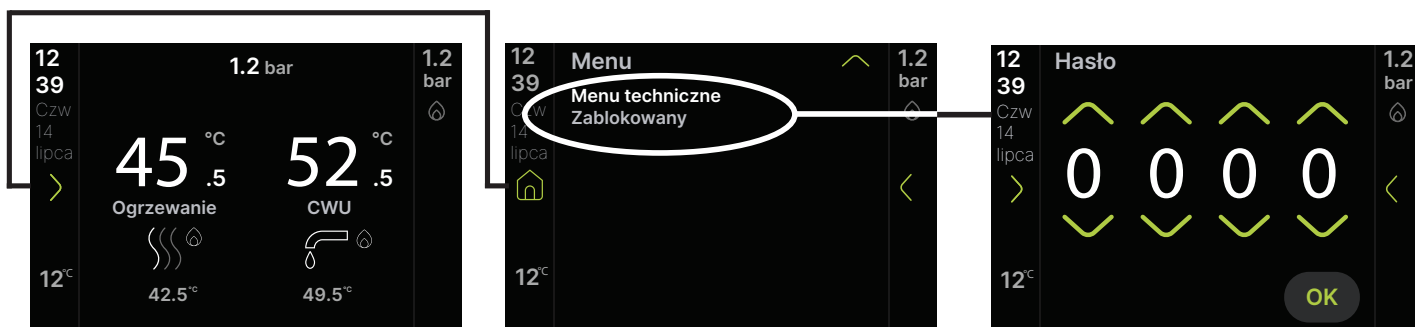 12
39
Czw
14
lipca
12°C
1.2 bar
45.5 °C
Ogrzewanie
42.5°C
52.5 °C
CWU
49.5°C
1.2
bar
12
39
Czw
14
lipca
12°C
Menu
Menu techniczne
Zablokowany
1.2
bar
12
39
Czw
14
lipca
12°C
Hasło
0 0 0 0
OK
1.2
bar